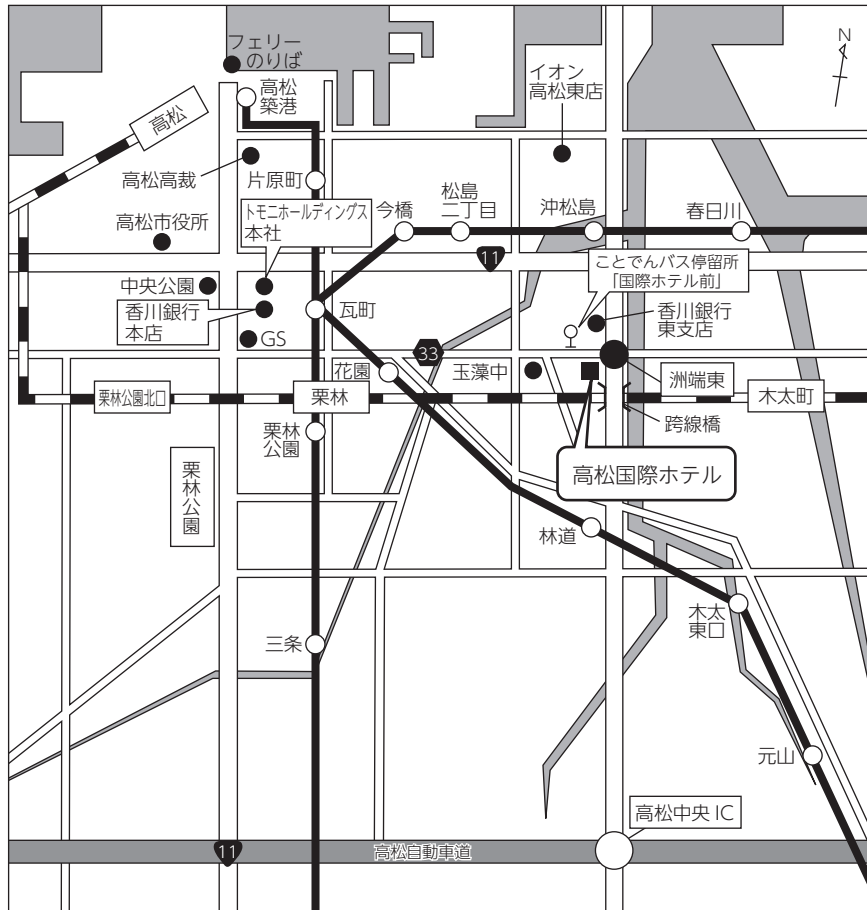 フェリー
のりば
N
高松
築港
イオン
高松東店
高松
高松高裁
片原町
トモニホールディングス
本社
今橋
松島
二丁目
沖松島
春日川
高松市役所
11
ことでんバス停留所
「国際ホテル前」
中央公園
香川銀行
本店
瓦町
香川銀行
東支店
GS
33
花園
玉藻中
洲端東
栗林公園北口
栗林
木太町
跨線橋
栗林
公園
高松国際ホテル
栗林公園
林道
木太
東口
三条
元山
高松中央 IC
11
高松自動車道